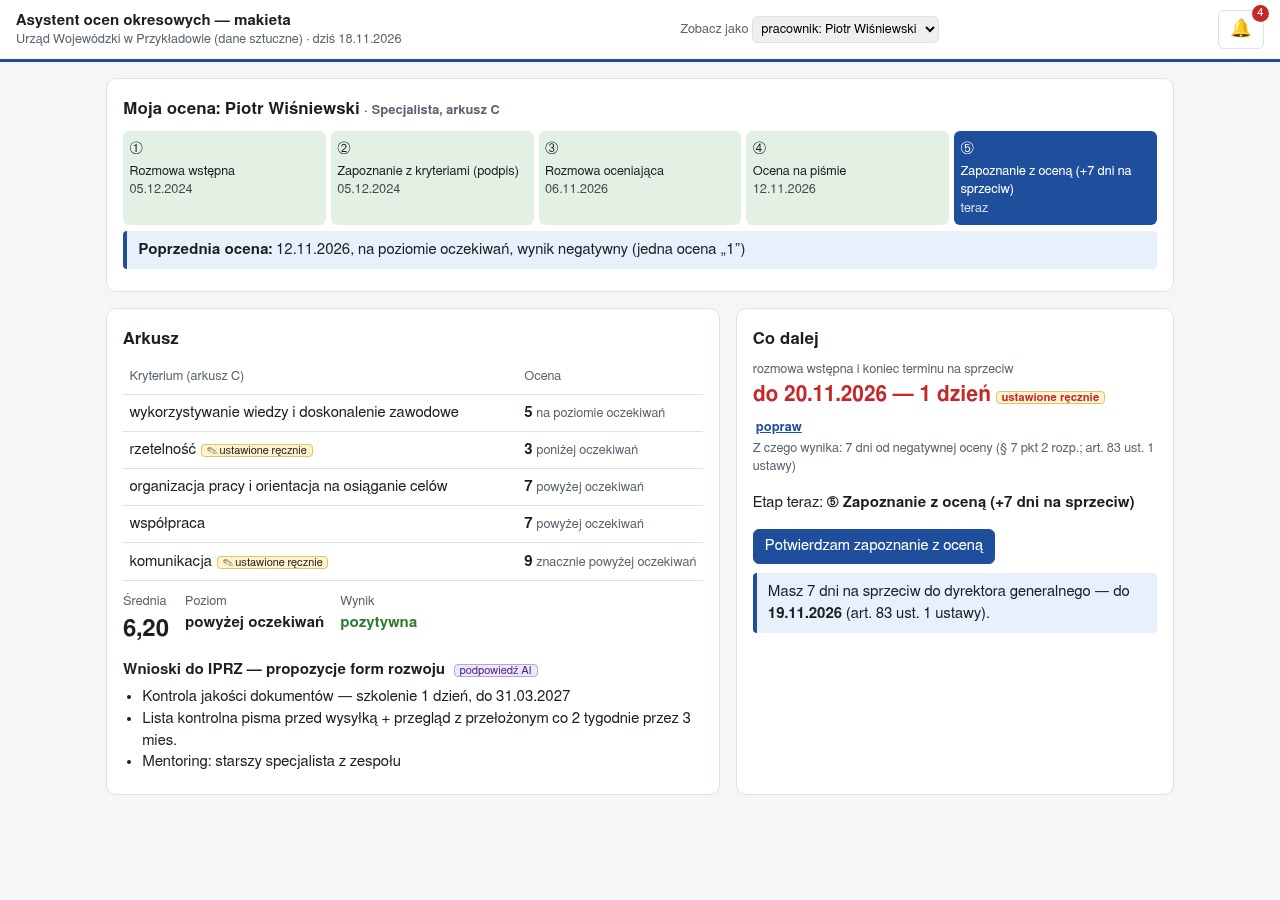 Asystent ocen okresowych — makieta
Urząd Wojewódzki w Przykładowie (dane sztuczne) · dziś 18.11.2026
Zobacz jako pracownik: Piotr Wiśniewski
4
Moja ocena: Piotr Wiśniewski · Specjalista, arkusz C
①
Rozmowa wstępna
05.12.2024
②
Zapoznanie z kryteriami (podpis)
05.12.2024
③
Rozmowa oceniająca
06.11.2026
④
Ocena na piśmie
12.11.2026
⑤
Zapoznanie z oceną (+7 dni na
sprzeciw)
teraz
Poprzednia ocena: 12.11.2026, na poziomie oczekiwań, wynik negatywny (jedna ocena „1”)
Arkusz
Kryterium (arkusz C) Ocena
wykorzystywanie wiedzy i doskonalenie zawodowe 5 na poziomie oczekiwań
rzetelność ✎ ustawione ręcznie 3 poniżej oczekiwań
organizacja pracy i orientacja na osiąganie celów 7 powyżej oczekiwań
współpraca 7 powyżej oczekiwań
komunikacja ✎ ustawione ręcznie 9 znacznie powyżej oczekiwań
Średnia Poziom Wynik
6,20 powyżej oczekiwań pozytywna
Wnioski do IPRZ — propozycje form rozwoju podpowiedź AI
• Kontrola jakości dokumentów — szkolenie 1 dzień, do 31.03.2027
• Lista kontrolna pisma przed wysyłką + przegląd z przełożonym co 2 tygodnie przez 3
mies.
• Mentoring: starszy specjalista z zespołu
Co dalej
rozmowa wstępna i koniec terminu na sprzeciw
do 20.11.2026 — 1 dzień ustawione ręcznie
popraw
Z czego wynika: 7 dni od negatywnej oceny (§ 7 pkt 2 rozp.; art. 83 ust. 1
ustawy)
Etap teraz: ⑤ Zapoznanie z oceną (+7 dni na sprzeciw)
Potwierdzam zapoznanie z oceną
Masz 7 dni na sprzeciw do dyrektora generalnego — do
19.11.2026 (art. 83 ust. 1 ustawy).